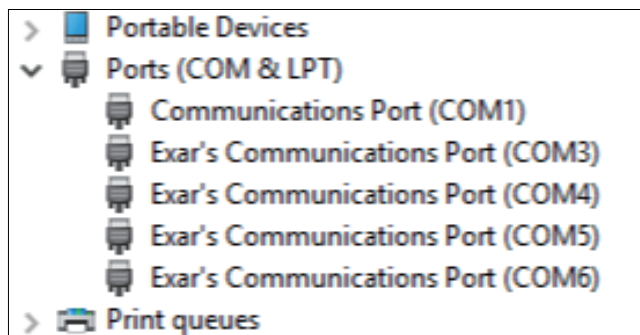 Portable Devices
Ports (COM & LPT)
Communications Port (COM1)
Exar's Communications Port (COM3)
Exar's Communications Port (COM4)
Exar's Communications Port (COM5)
Exar's Communications Port (COM6)
Print queues